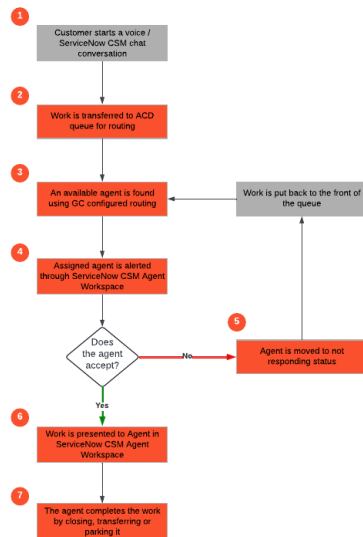 1
Customer starts a voice /
ServiceNow CSM chat
conversation
2
Work is transferred to ACD
queue for routing
3
An available agent is found
using GC configured routing
Work is put back to the front of
the queue
4
Assigned agent is alerted
through ServiceNow CSM Agent
Workspace
5
Does
the agent
accept?
No
Agent is moved to not
responding status
Yes
6
Work is presented to Agent in
ServiceNow CSM Agent
Workspace
7
The agent completes the work
by closing, transferring or
parking it